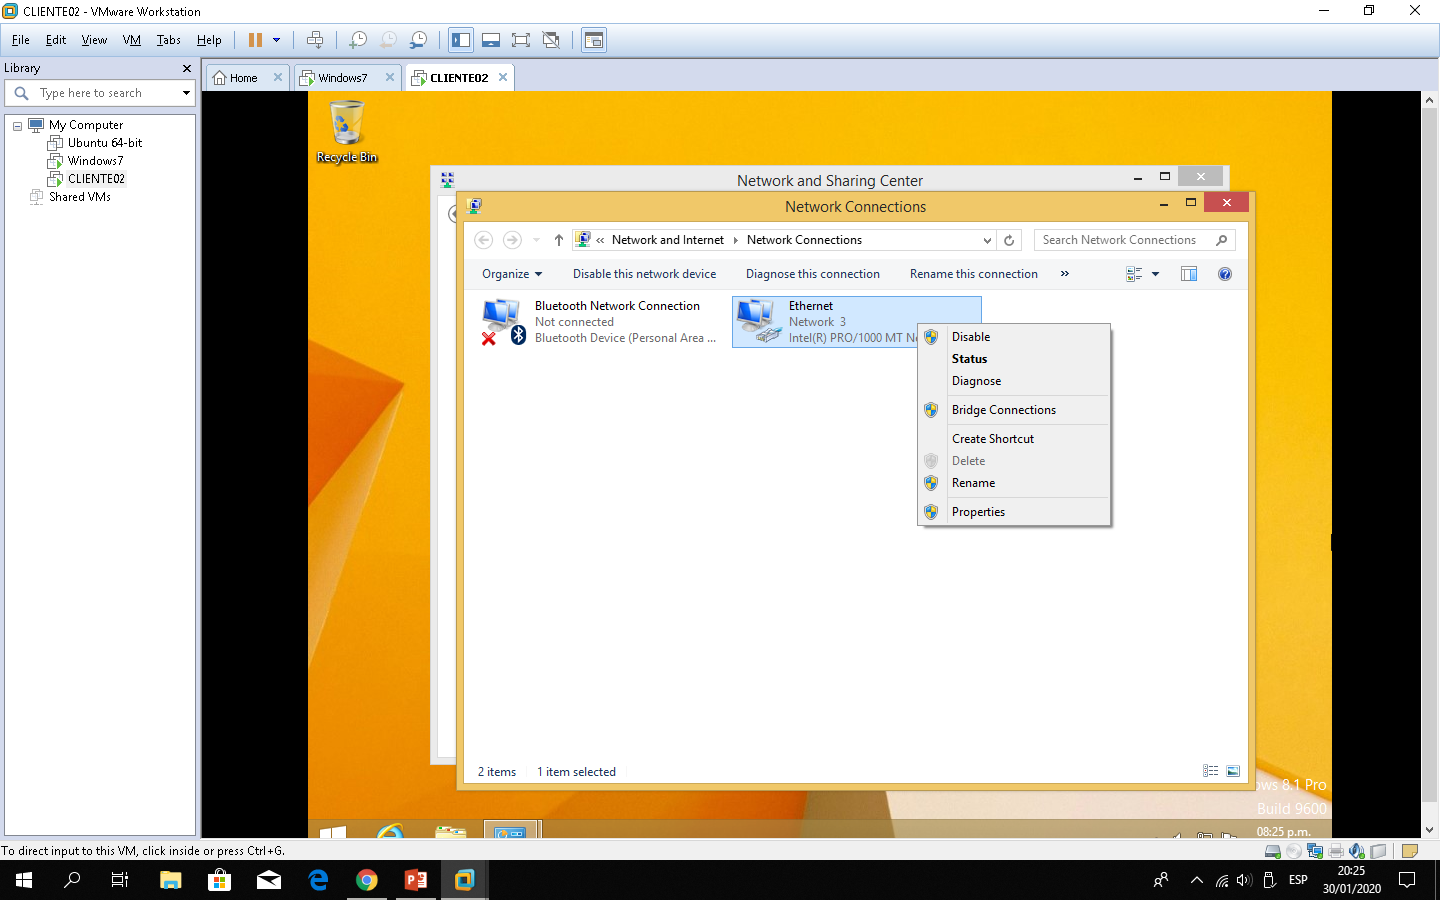 CLIENTE02 - VMware Workstation
File Edit View VM Tabs Help
Library
Type here to search
My Computer
Ubuntu 64-bit
Windows7
CLIENTE02
Shared VMs
Home
Windows7
CLIENTE02
Recycle Bin
Network and Sharing Center
Network Connections
Network and Internet Network Connections
Search Network Connections
Organize Disable this network device Diagnose this connection Rename this connection »
Bluetooth Network Connection
Not connected
Bluetooth Device (Personal Area ...
Ethernet
Network 3
Intel(R) PRO/1000 MT
Disable
Status
Diagnose
Bridge Connections
Create Shortcut
Delete
Rename
Properties
2 items 1 item selected
ows 8.1 Pro
Build 9600
08:25 p.m.
To direct input to this VM, click inside or press Ctrl+G.
ESP
20:25
30/01/2020